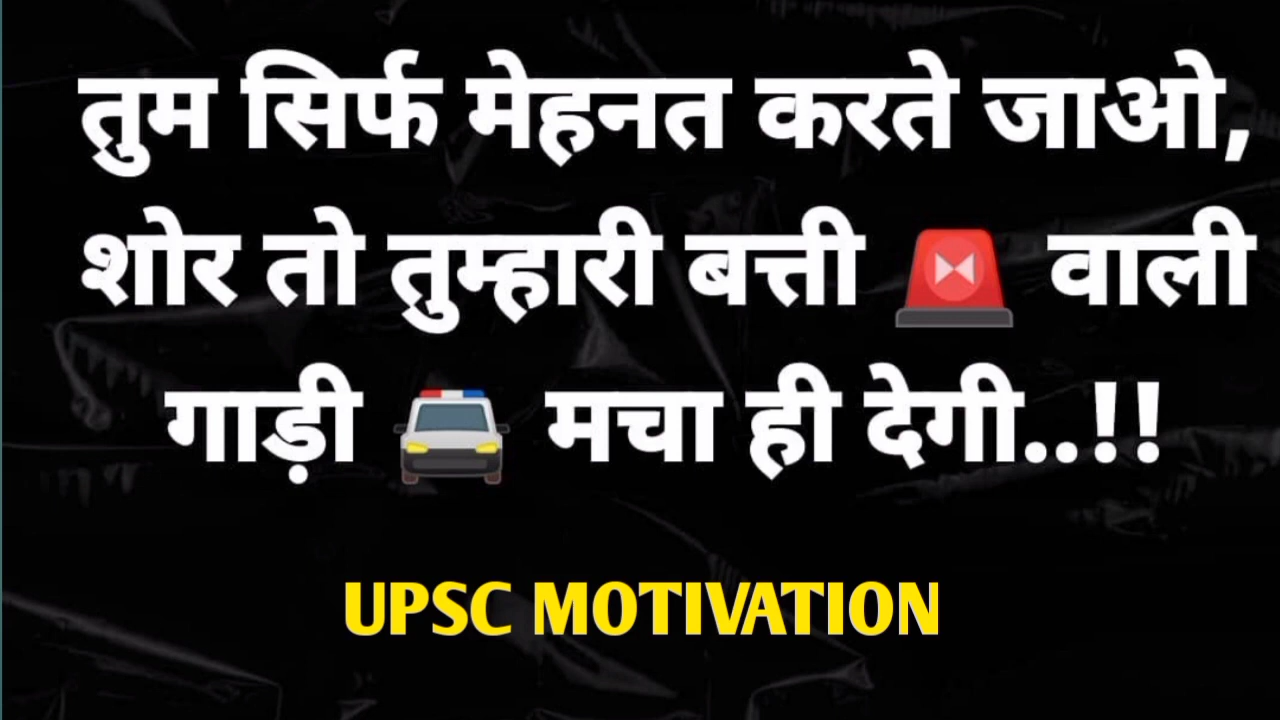 तुम सिर्फ मेहनत करते जाओ,
शोर तो तुम्हारी बत्ती 🚨 वाली
गाड़ी 🚔 मचा ही देगी..!!
UPSC MOTIVATION